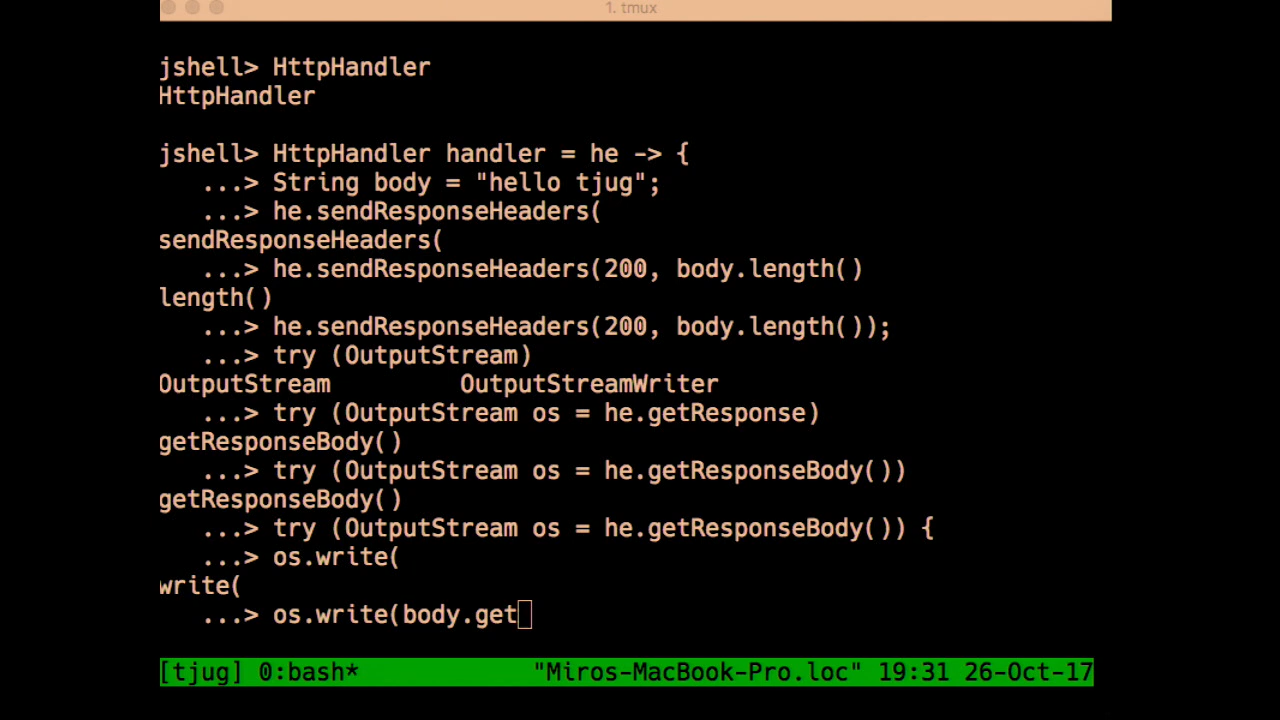 1. tmux
jshell> HttpHandler
HttpHandler
jshell> HttpHandler handler = he -> {
...> String body = "hello tjug";
...> he.sendResponseHeaders(
sendResponseHeaders(
...> he.sendResponseHeaders(200, body.length()
length()
...> he.sendResponseHeaders(200, body.length());
...> try (OutputStream)
OutputStream OutputStreamWriter
...> try (OutputStream os = he.getResponse)
getResponseBody()
...> try (OutputStream os = he.getResponseBody())
getResponseBody()
...> try (OutputStream os = he.getResponseBody()) {
...> os.write(
write(
...> os.write(body.get
[tjug] 0:bash* "Miros-MacBook-Pro.loc" 19:31 26-Oct-17